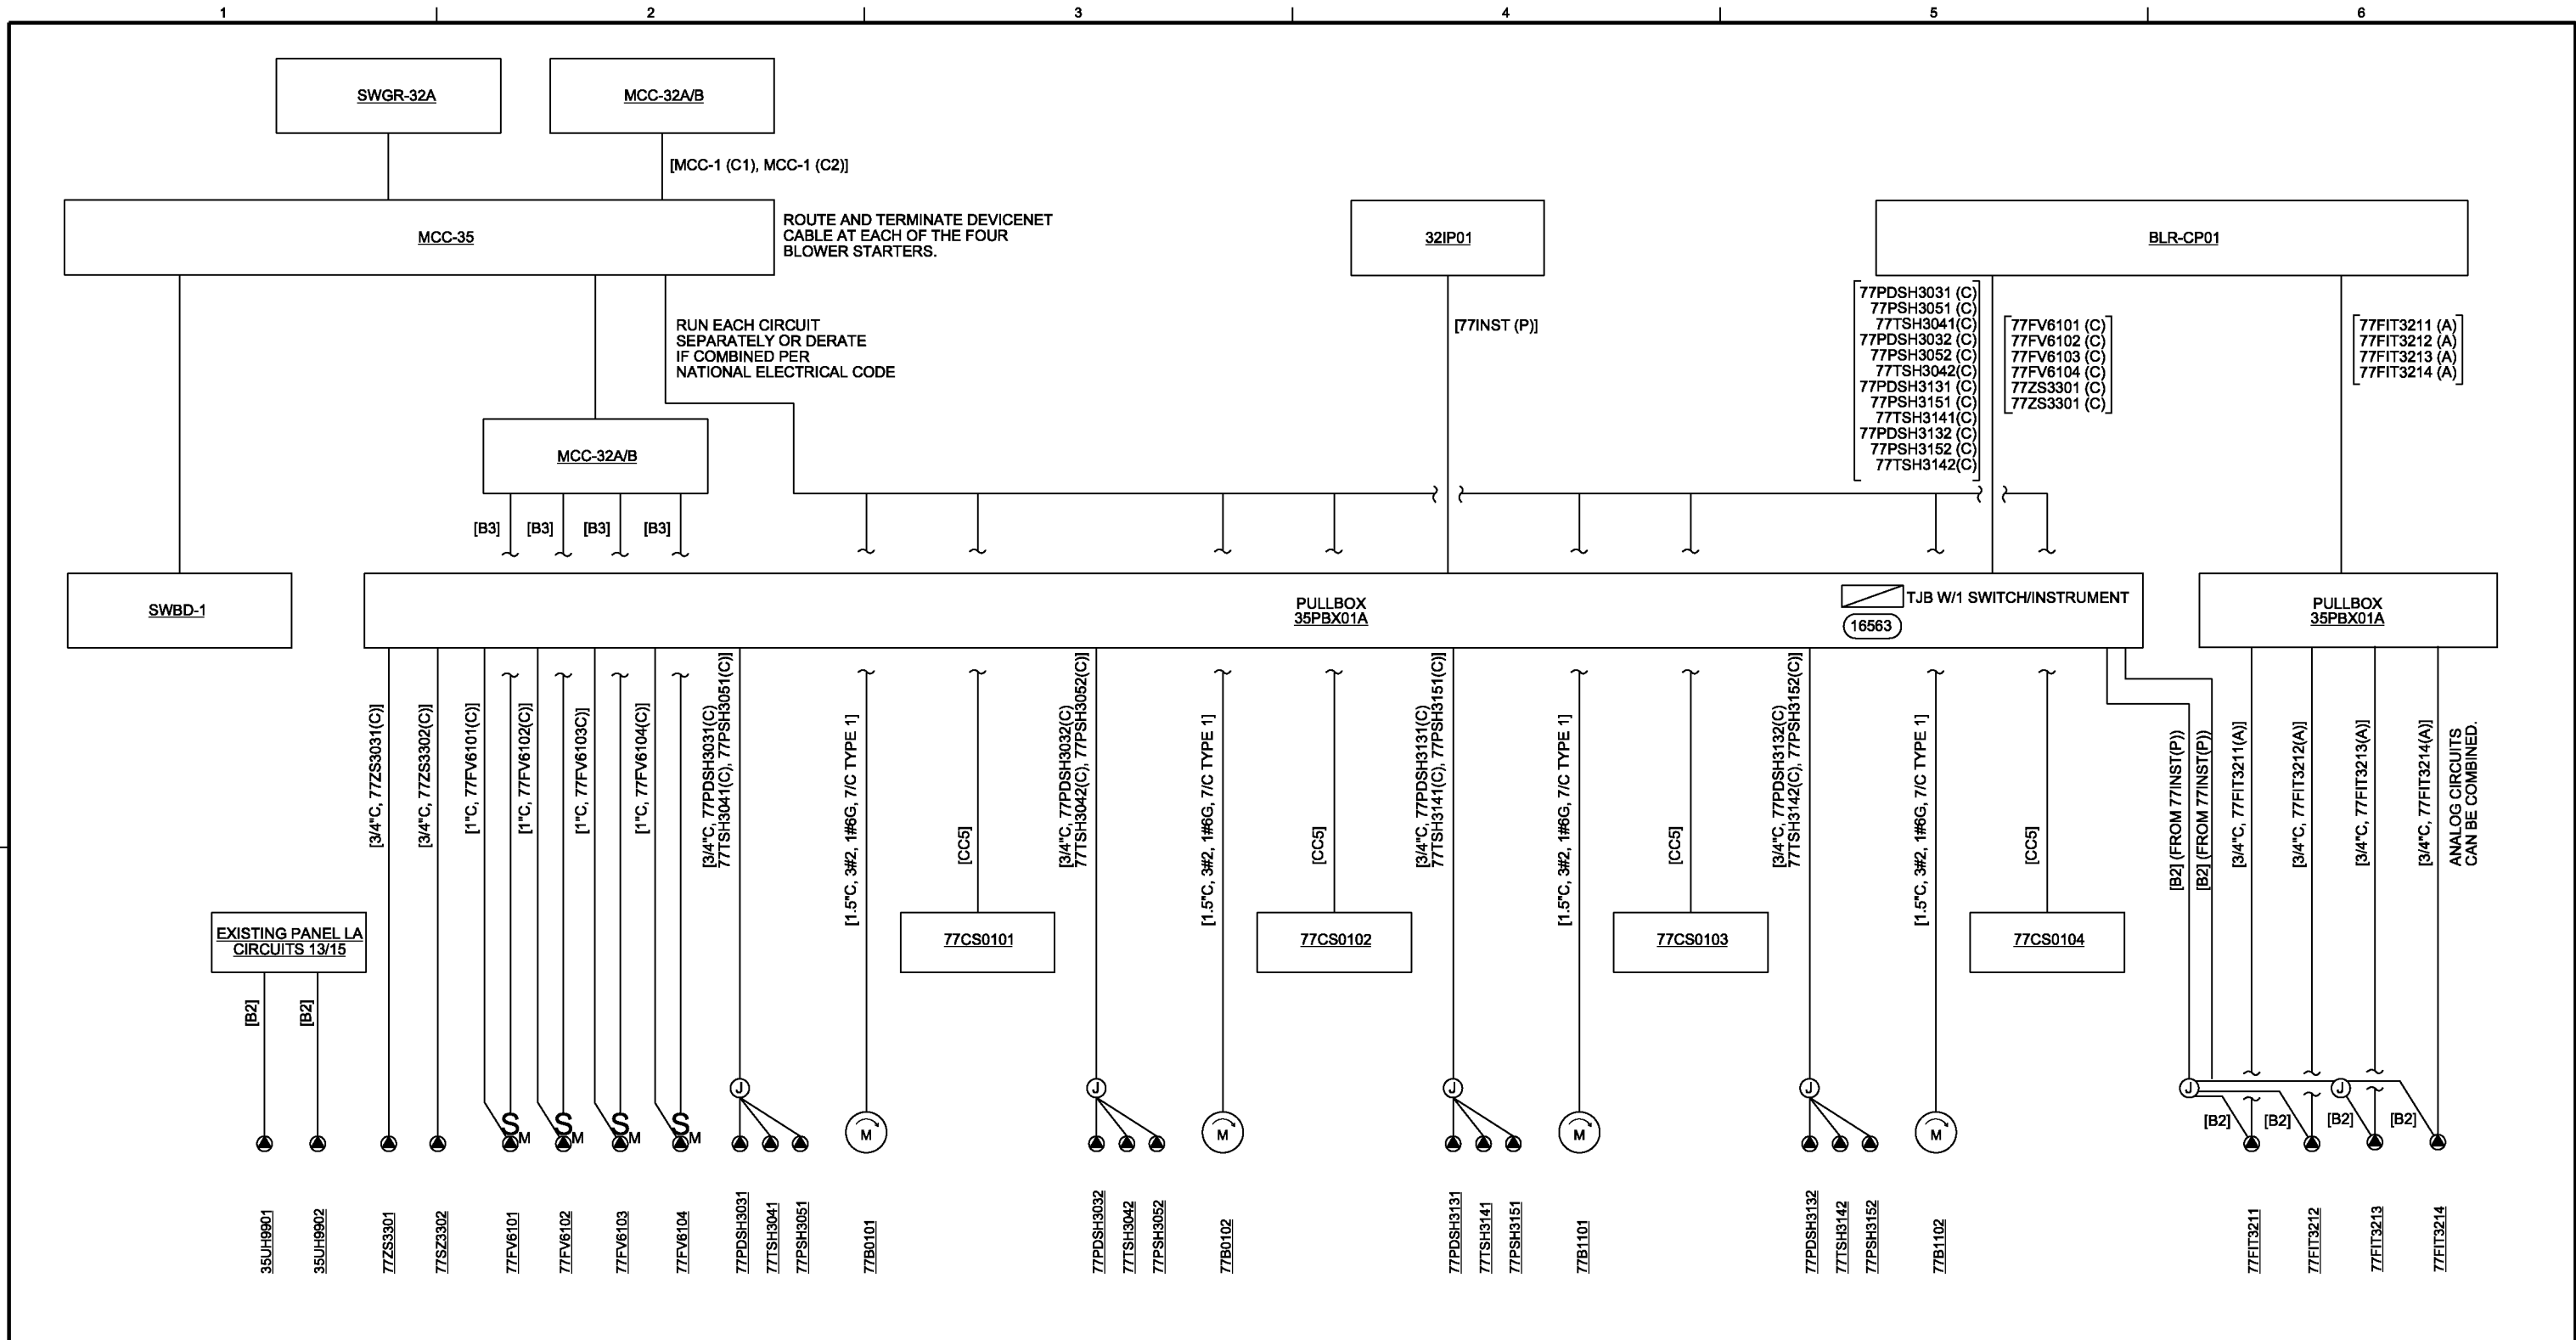 1 2 3 4 5 6
SWGR-32A
MCC-32A/B
[MCC-1 (C1), MCC-1 (C2)]
MCC-35
ROUTE AND TERMINATE DEVICENET
CABLE AT EACH OF THE FOUR
BLOWER STARTERS.
32IP01
BLR-CP01
RUN EACH CIRCUIT
SEPARATELY OR DERATE
IF COMBINED PER
NATIONAL ELECTRICAL CODE
[77INST (P)]
77PDSH3031 (C)
77PSH3051 (C)
77TSH3041(C)
77PDSH3032 (C)
77PSH3052 (C)
77TSH3042(C)
77PDSH3131 (C)
77PSH3151 (C)
77TSH3141(C)
77PDSH3132 (C)
77PSH3152 (C)
77TSH3142(C)
77FV6101 (C)
77FV6102 (C)
77FV6103 (C)
77FV6104 (C)
77ZS3301 (C)
77ZS3301 (C)
77FIT3211 (A)
77FIT3212 (A)
77FIT3213 (A)
77FIT3214 (A)
MCC-32A/B
[B3] [B3] [B3] [B3]
SWBD-1
PULLBOX
35PBX01A
TJB W/1 SWITCH/INSTRUMENT
16563
PULLBOX
35PBX01A
[3/4"C, 77ZS3031(C)]
[3/4"C, 77ZS3302(C)]
[1"C, 77FV6101(C)]
[1"C, 77FV6102(C)]
[1"C, 77FV6103C)]
[1"C, 77FV6104(C)]
[3/4"C, 77PDSH3031(C)
77TSH3041(C), 77PSH3051(C)]
[1.5"C, 3#2, 1#6G, 7/C TYPE 1]
[CC5]
[3/4"C, 77PDSH3032(C)
77TSH3042(C), 77PSH3052(C)]
[1.5"C, 3#2, 1#6G, 7/C TYPE 1]
[CC5]
[3/4"C, 77PDSH3131(C)
77TSH3141(C), 77PSH3151(C)]
[1.5"C, 3#2, 1#6G, 7/C TYPE 1]
[CC5]
[3/4"C, 77PDSH3132(C)
77TSH3142(C), 77PSH3152(C)]
[1.5"C, 3#2, 1#6G, 7/C TYPE 1]
[CC5]
[B2] (FROM 77INST(P))
[B2] (FROM 77INST(P))
[3/4"C, 77FIT3211(A)]
[3/4"C, 77FIT3212(A)]
[3/4"C, 77FIT3213(A)]
[3/4"C, 77FIT3214(A)]
ANALOG CIRCUITS
CAN BE COMBINED.
EXISTING PANEL LA
CIRCUITS 13/15
77CS0101
77CS0102
77CS0103
77CS0104
[B2]
[B2]
J J J J J J
S M S M S M S M
M M M M
[B2] [B2] [B2] [B2]
35UH9901
35UH9902
77ZS3301
77SZ3302
77FV6101
77FV6102
77FV6103
77FV6104
77PDSH3031
77TSH3041
77PSH3051
77B0101
77PDSH3032
77TSH3042
77PSH3052
77B0102
77PDSH3131
77TSH3141
77PSH3151
77B1101
77PDSH3132
77TSH3142
77PSH3152
77B1102
77FIT3211
77FIT3212
77FIT3213
77FIT3214